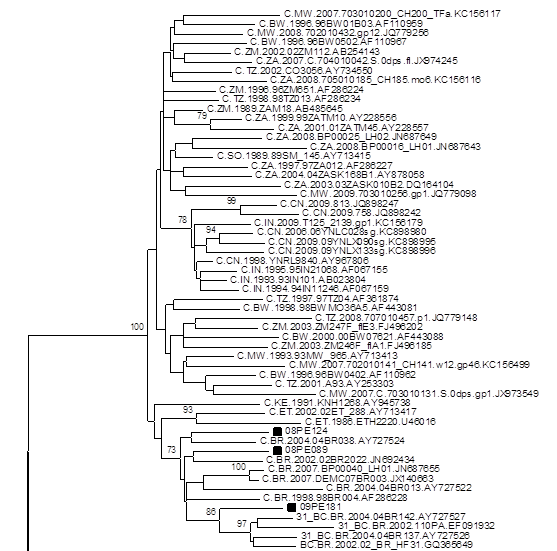 C.MW.2007.703010200_CH200_TFa.KC156117
C.BW.1996.96BW01B03.AF110959
C.MW.2008.702010432.gp12.JQ779256
C.BW.1996.96BW0502.AF110967
C.ZM.2002.02ZM112.AB254143
C.ZA.2007.C.704010042.S.0dps.fl.JX974245
C.TZ.2002.CO3056.AY734550
C.ZA.2008.705010185_CH185.mo6.KC156116
C.ZM.1996.96ZM651.AF286224
C.TZ.1998.98TZ013.AF286234
C.ZM.1989.ZAM18.AB485645
79
C.ZA.1999.99ZATM10.AY228556
C.ZA.2001.01ZATM45.AY228557
C.ZA.2008.BP00025_LH02.JN687649
C.ZA.2008.BP00016_LH01.JN687643
C.SO.1989.89SM_145.AY713415
C.ZA.1997.97ZA012.AF286227
C.ZA.2004.04ZASK168B1.AY878058
C.ZA.2003.03ZASK010B2.DQ164104
C.MW.2009.703010256.gp1.JQ779098
99
C.CN.2009.813.JQ898247
C.CN.2009.758.JQ898242
78
C.IN.2009.T125_2139.gp1.KC156179
94
C.CN.2006.06YNLC028sg.KC898980
C.CN.2009.09YNLX090sg.KC898995
C.CN.2009.09YNLX133sg.KC898996
C.CN.1998.YNRL9840.AY967806
C.IN.1995.95IN21068.AF067155
C.IN.1993.93IN101.AB023804
C.IN.1994.94IN11246.AF067159
C.TZ.1997.97TZ04.AF361874
C.BW.1998.98BWMO36A5.AF443081
C.TZ.2008.707010457.p1.JQ779148
C.ZM.2003.ZM247F_flE3.FJ496202
100
C.BW.2000.00BW07621.AF443088
C.ZM.2003.ZM246F_flA1.FJ496185
C.MW.1993.93MW_965.AY713413
C.MW.2007.702010141_CH141.w12.gp46.KC156499
C.BW.1996.96BW0402.AF110962
C.TZ.2001.A93.AY253303
C.MW.2007.C.703010131.S.0dps.gp1.JX973549
C.KE.1991.KNH1268.AY945738
93
C.ET.2002.02ET_288.AY713417
C.ET.1986.ETH2220.U46016
08PE124
C.BR.2004.04BR038.AY727524
73
08PE089
C.BR.2002.02BR2022.JN692434
100
C.BR.2007.BP00040_LH01.JN687655
C.BR.2007.DEMC07BR003.JX140663
C.BR.2004.04BR013.AY727522
C.BR.1998.98BR004.AF286228
86
09PE181
31_BC.BR.2004.04BR142.AY727527
97
31_BC.BR.2002.110PA.EF091932
31_BC.BR.2004.04BR137.AY727526
BC.BR.2002.02_BR_HF31.GQ365649